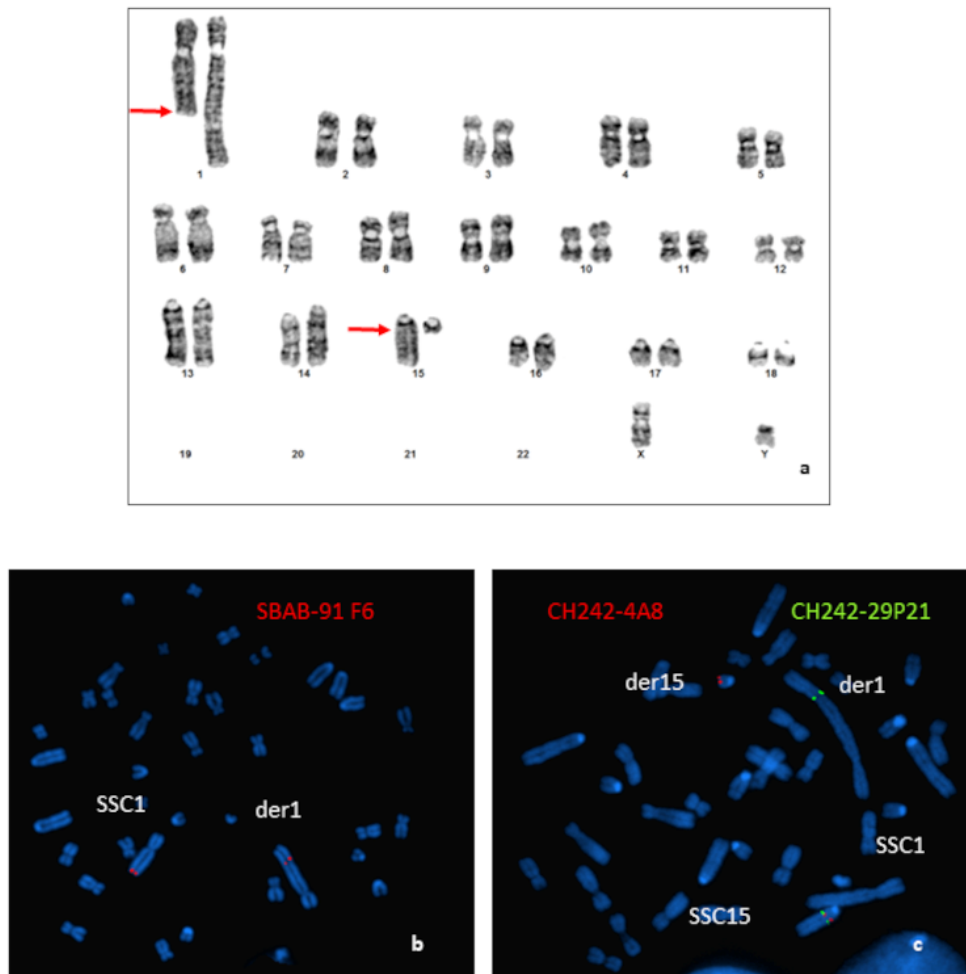 1 2 3 4 5
6 7 8 9 10 11 12
13 14 15 16 17 18
19 20 21 22 X Y
a
SBAB-91 F6
SSC1
der1
b
CH242-4A8
CH242-29P21
der15
der1
SSC1
SSC15
c